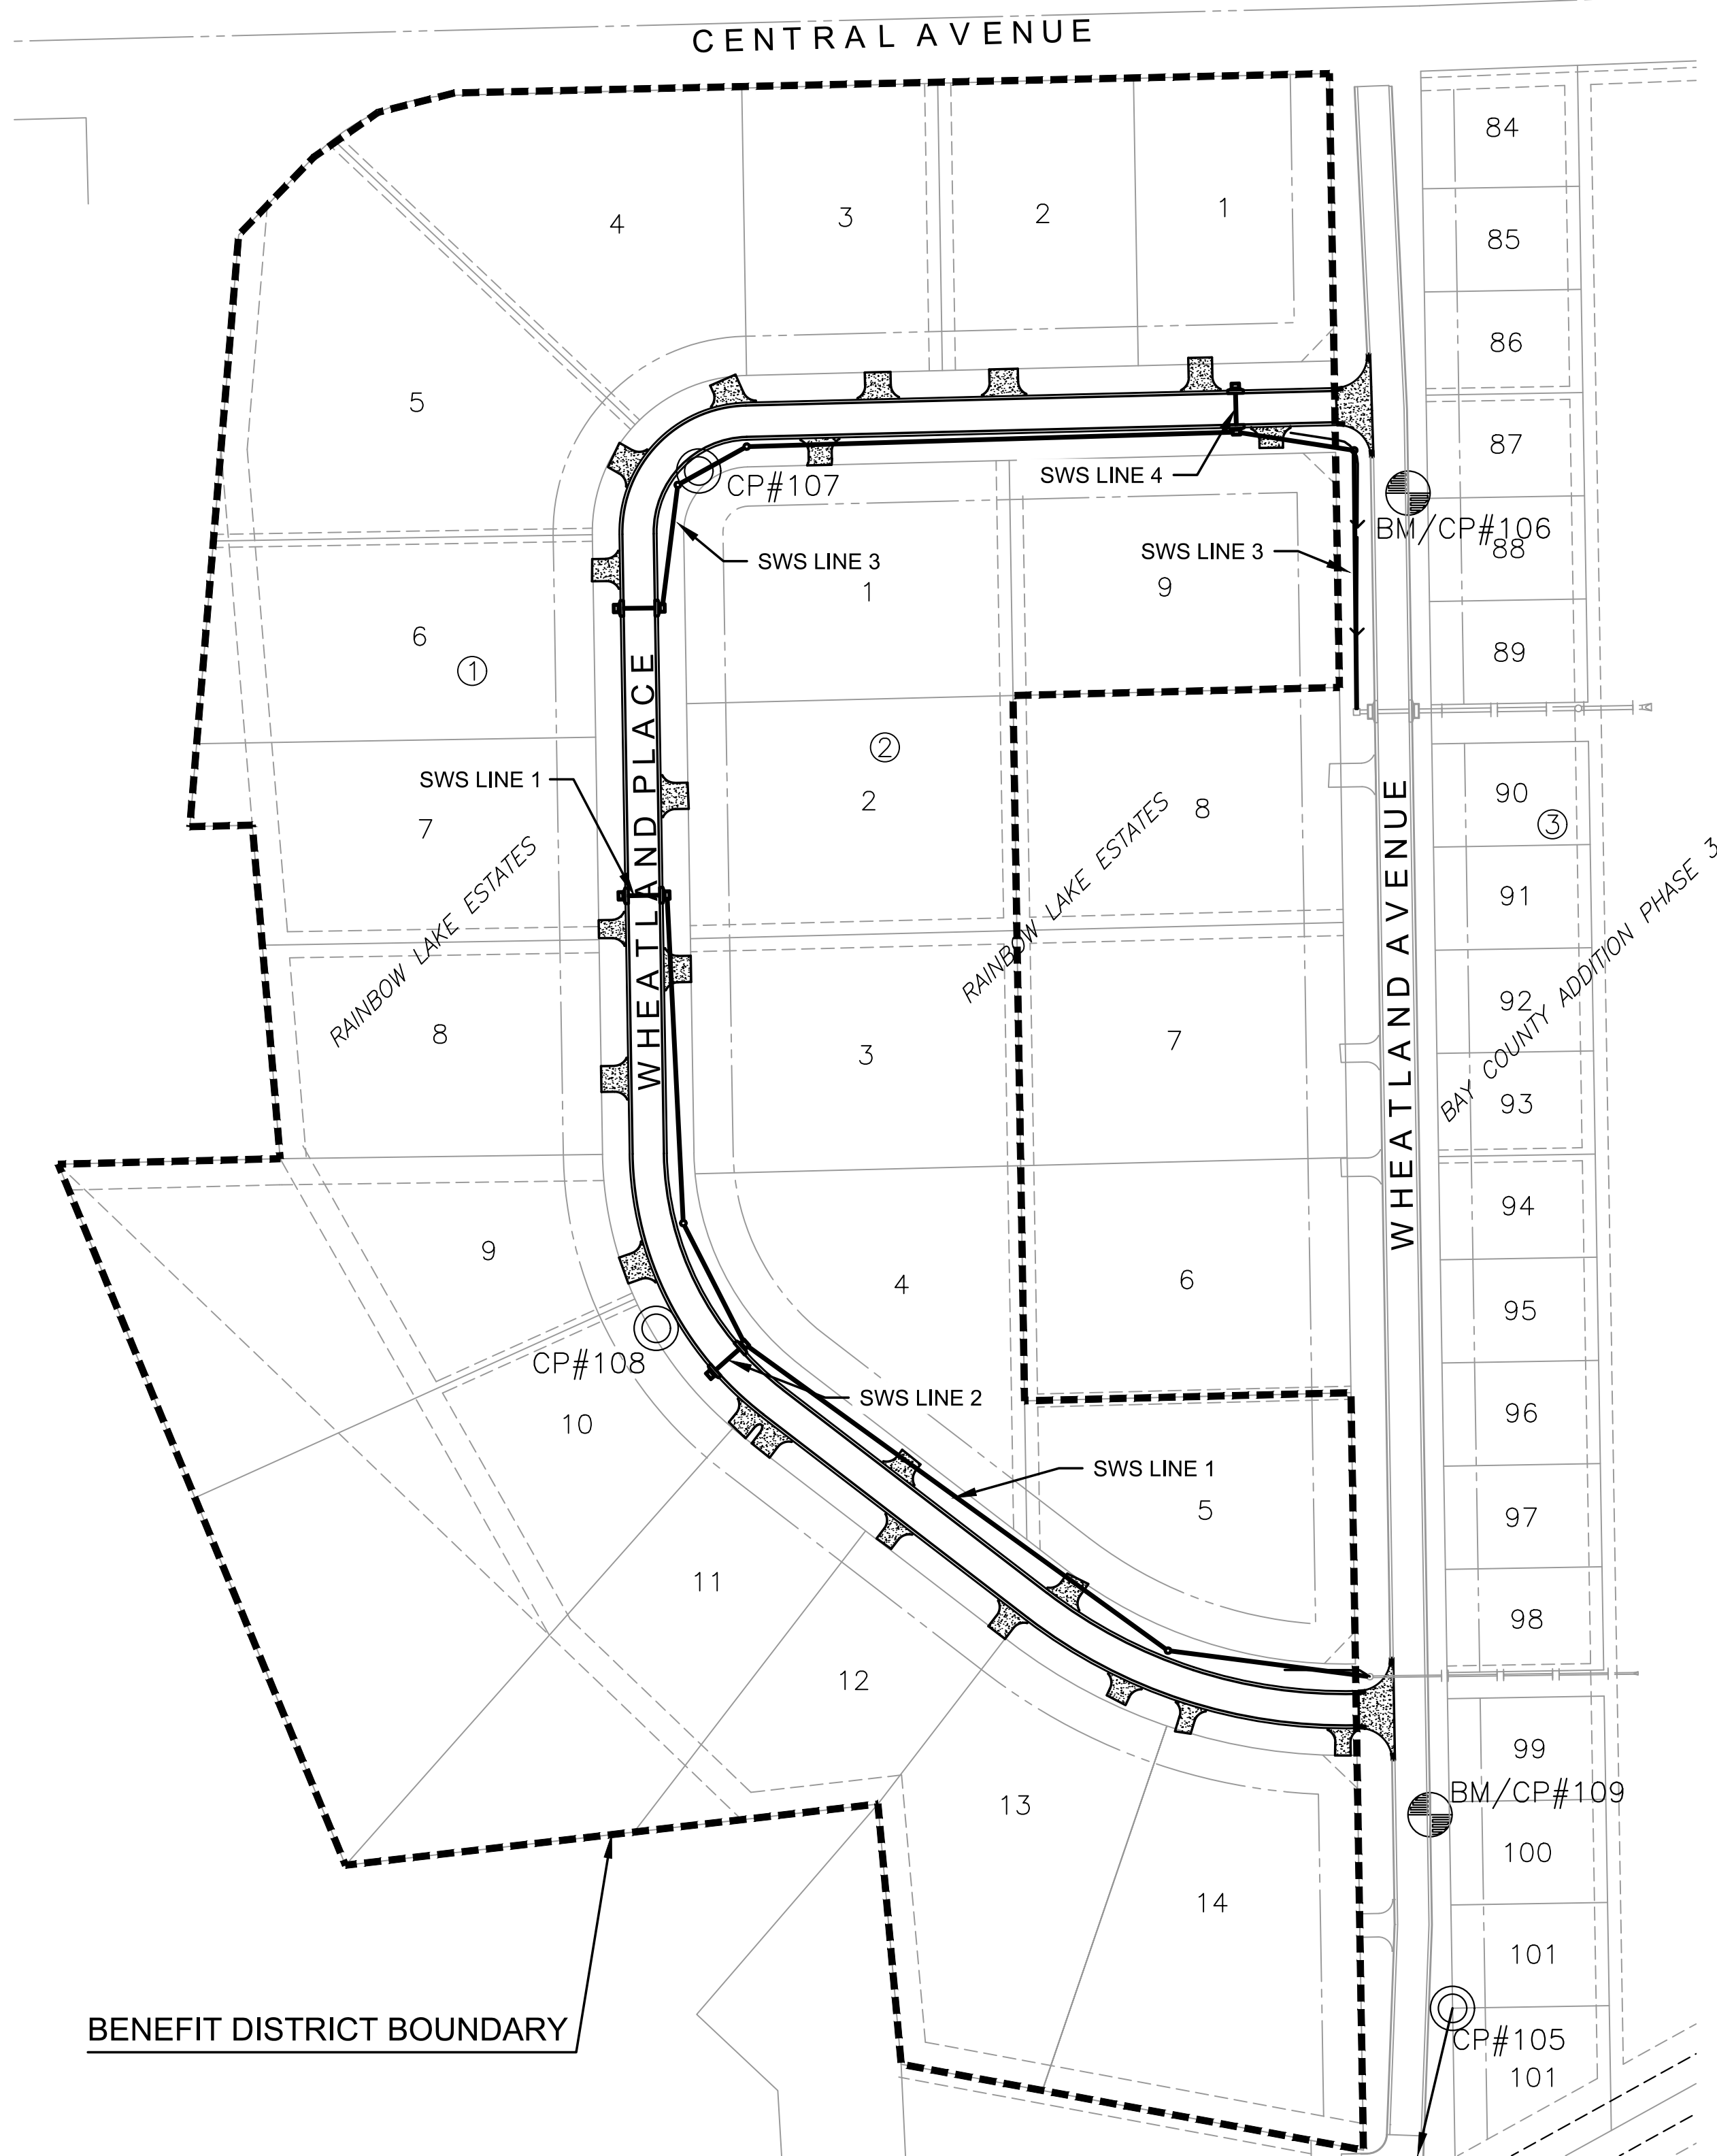 CENTRAL AVENUE
84
4
3
2
1
85
86
5
87
SWS LINE 4
CP#107
BM/CP#106
88
SWS LINE 3
SWS LINE 3
1
9
6
1
89
WHEATLAND PLACE
2
SWS LINE 1
7
2
8
90
3
WHEATLAND AVENUE
RAINBOW LAKE ESTATES
RAINBOW LAKE ESTATES
91
BAY COUNTY ADDITION PHASE 3
92
8
3
7
93
94
9
4
6
95
CP#108
SWS LINE 2
10
96
SWS LINE 1
5
97
11
98
12
99
BM/CP#109
13
100
14
101
BENEFIT DISTRICT BOUNDARY
CP#105
101